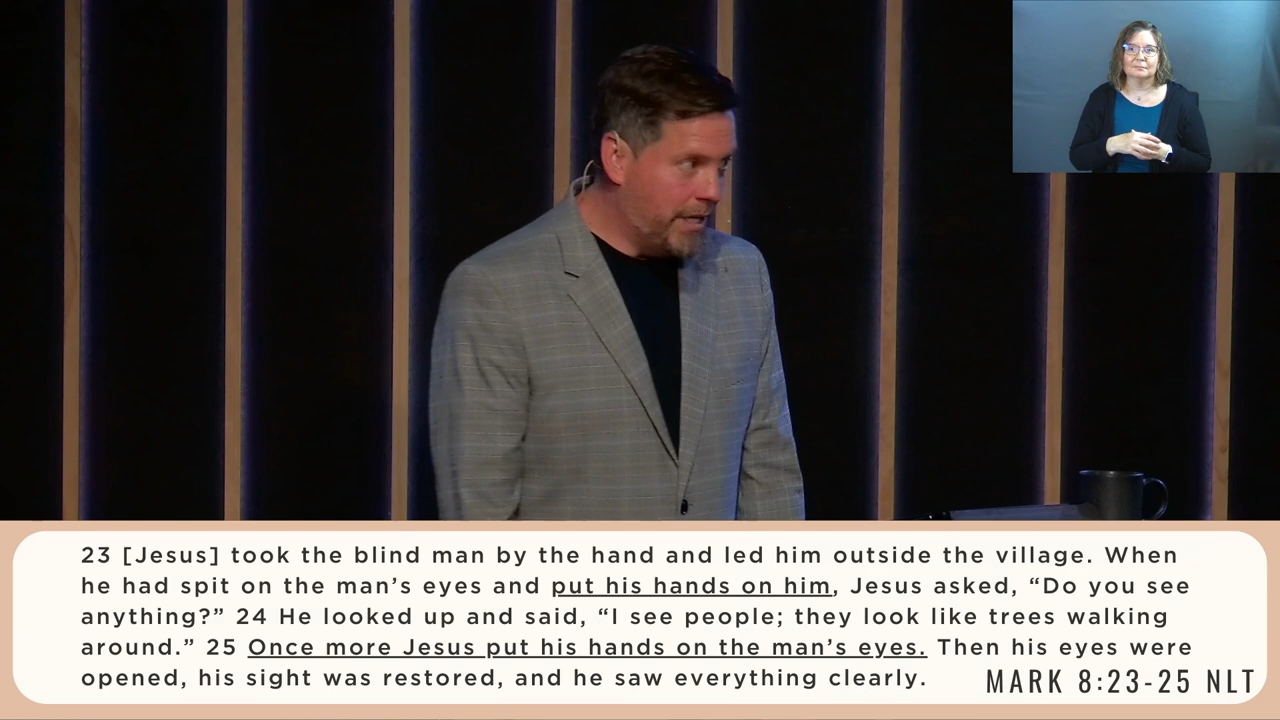 23 [Jesus] took the blind man by the hand and led him outside the village. When
he had spit on the man’s eyes and put his hands on him, Jesus asked, “Do you see
anything?” 24 He looked up and said, “I see people; they look like trees walking
around.” 25 Once more Jesus put his hands on the man’s eyes. Then his eyes were
opened, his sight was restored, and he saw everything clearly.
MARK 8:23-25 NLT